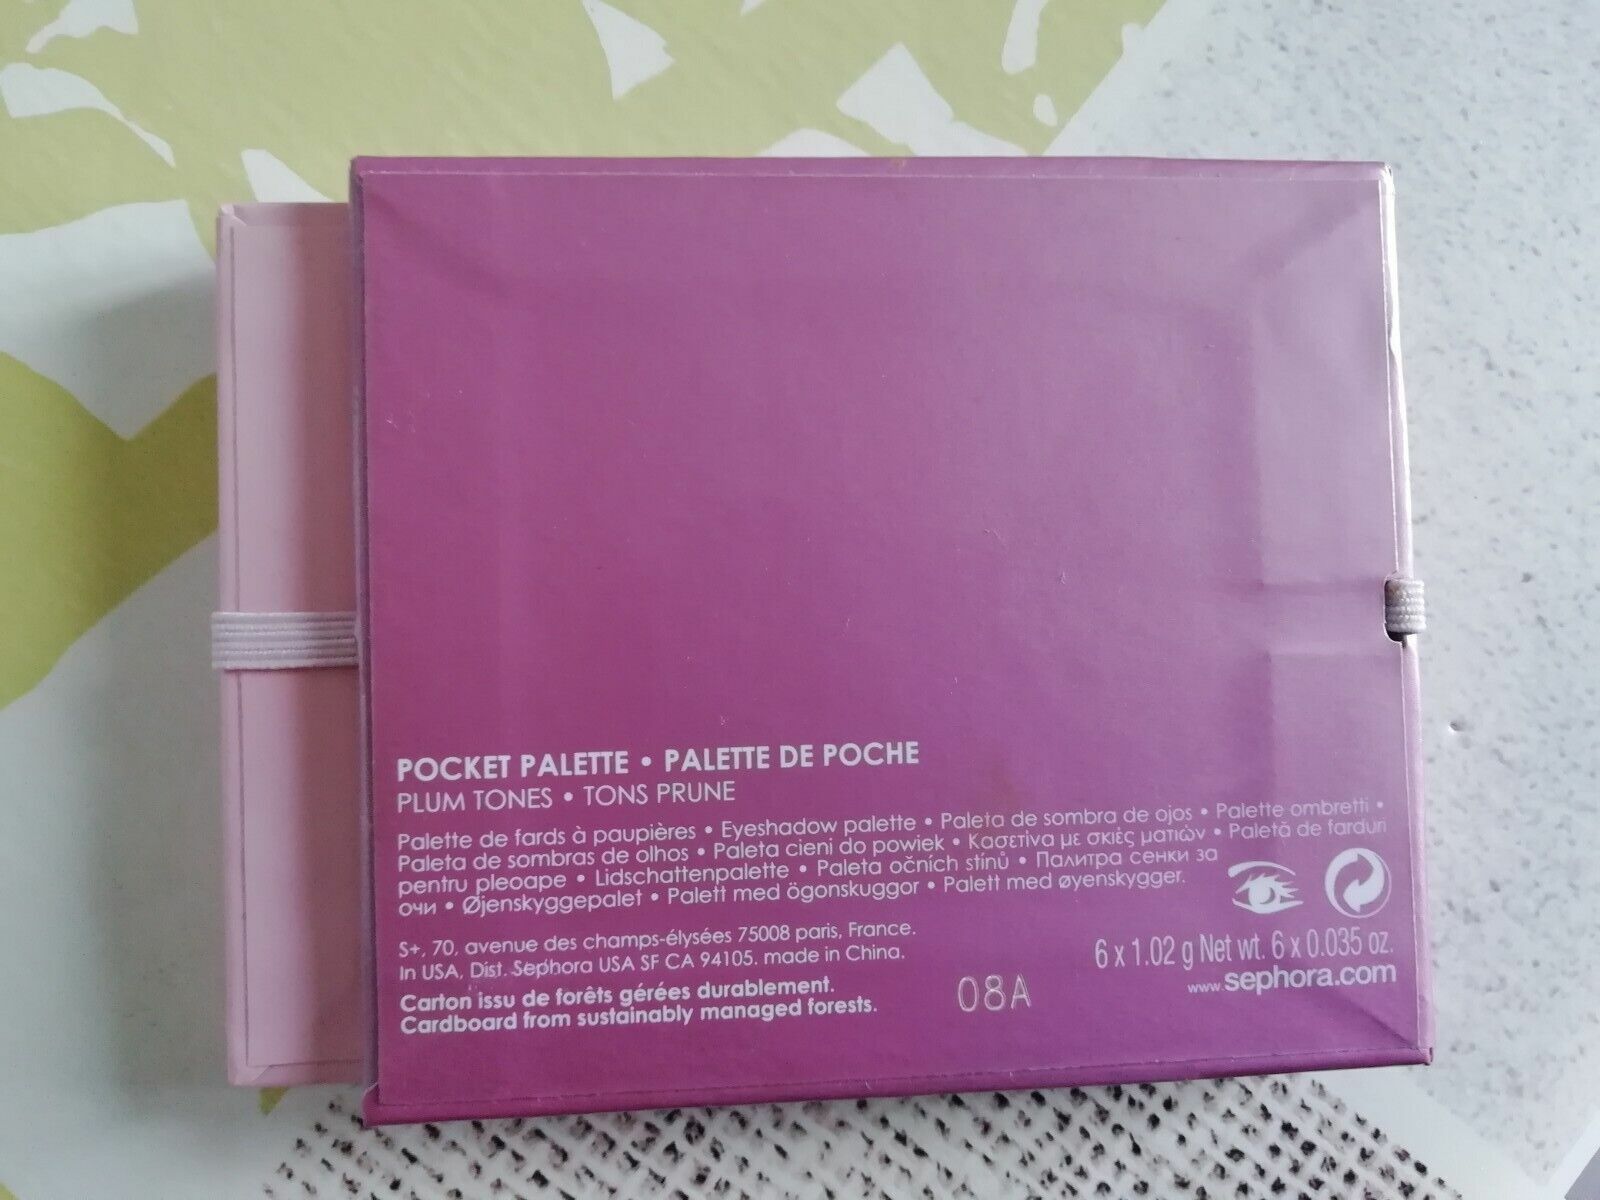 POCKET PALETTE • PALETTE DE POCHE
PLUM TONES • TONS PRUNE
Palette de fards à paupières • Eyeshadow palette • Paleta de sombra de ojos • Palette ombretti •
Paleta de sombras de olhos • Paleta cieni do powiek • Κασετίνα με σκιές ματιών • Paletă de farduri
pentru pleoape • Lidschattenpalette • Paleta očních stínů • Палитра сенки за
очи • Øjenskyggepalet • Palett med ögonskuggor • Palett med øyenskygger.
S+, 70, avenue des champs-élysées 75008 paris, France.
In USA, Dist. Sephora USA SF CA 94105. made in China.
Carton issu de forêts gérées durablement.
Cardboard from sustainably managed forests.
08A
6 x 1.02 g Net wt. 6 x 0.035 oz.
www.sephora.com